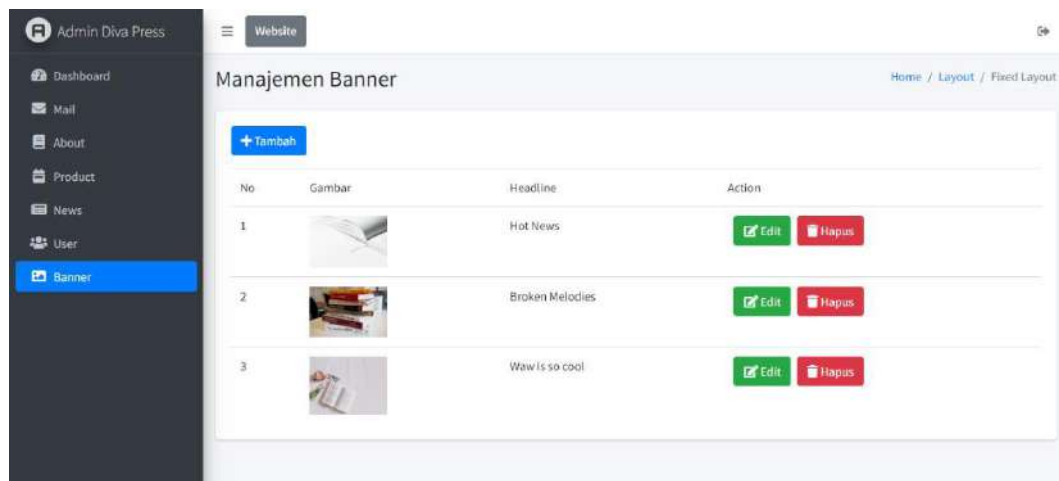 Admin Diva Press
Website
Dashboard
Mail
About
Product
News
User
Banner
Manajemen Banner
Home / Layout / Fixed Layout
+ Tambah
No Gambar Headline Action
1 Hot News Edit Hapus
2 Broken Melodies Edit Hapus
3 Waw is so cool Edit Hapus